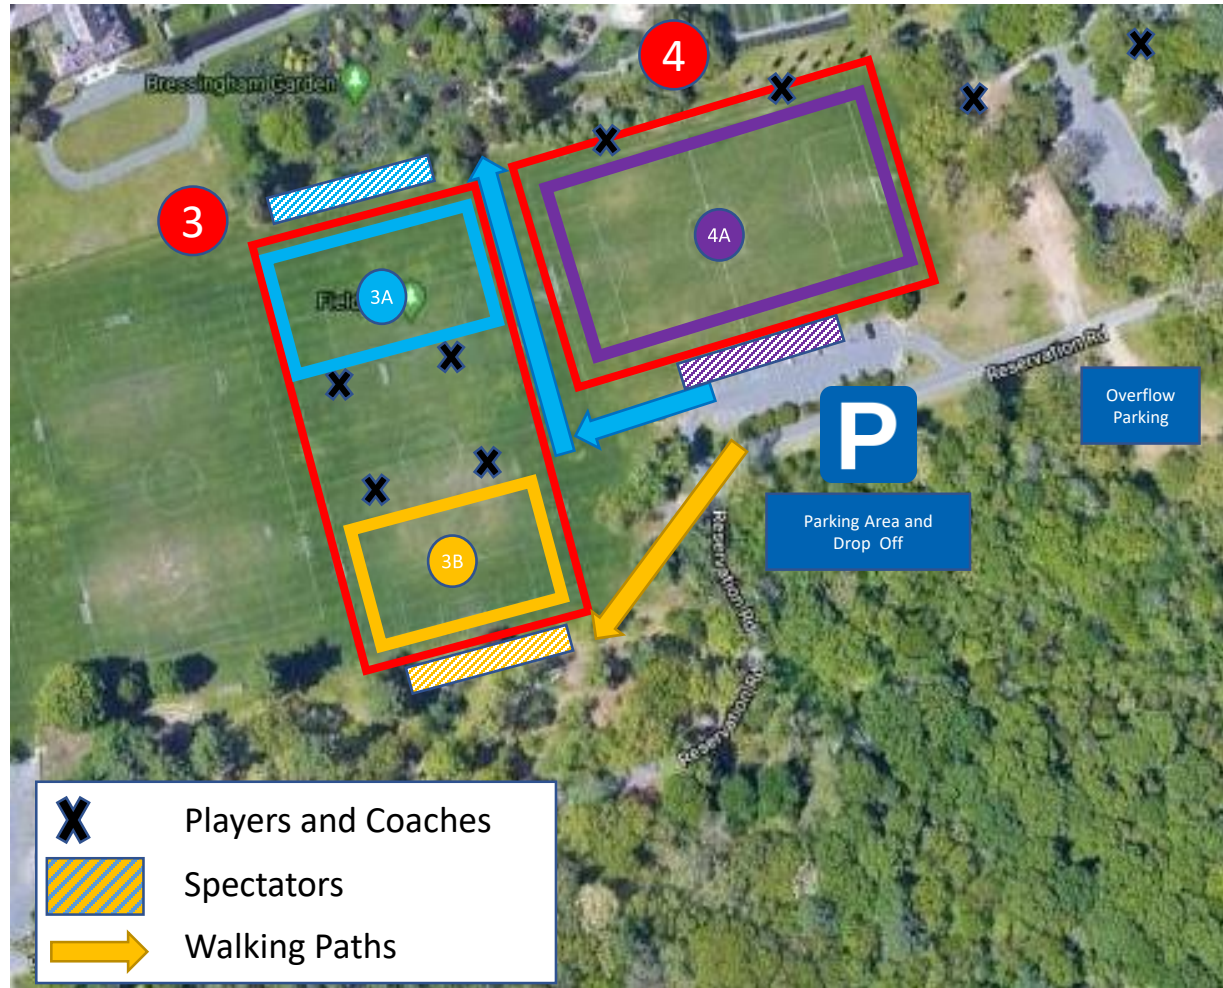 4
Bressingham Garden
3
4A
Field
3A
Reservation Rd
Overflow
Parking
P
Parking Area and
Drop Off
Reservation Rd
3B
Reservation Rd
Players and Coaches
Spectators
Walking Paths